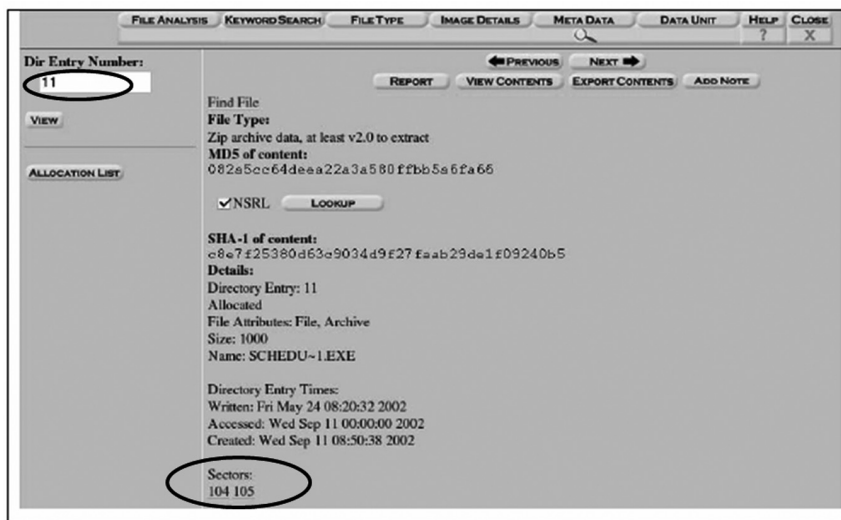 FILE ANALYSIS KEYWORD SEARCH FILE TYPE IMAGE DETAILS META DATA DATA UNIT HELP CLOSE
? X
Dir Entry Number:
11
VIEW
ALLOCATION LIST
PREVIOUS NEXT
REPORT VIEW CONTENTS EXPORT CONTENTS ADD NOTE
Find File
File Type:
Zip archive data, at least v2.0 to extract
MD5 of content:
082a5cc64deea22a3a580ffbb5a6fa66
NSRL LOOKUP
SHA-1 of content:
c8e7f25380d63c9034d9f27faab29de1f09240b5
Details:
Directory Entry: 11
Allocated
File Attributes: File, Archive
Size: 1000
Name: SCHEDU~1.EXE
Directory Entry Times:
Written: Fri May 24 08:20:32 2002
Accessed: Wed Sep 11 00:00:00 2002
Created: Wed Sep 11 08:50:38 2002
Sectors:
104 105